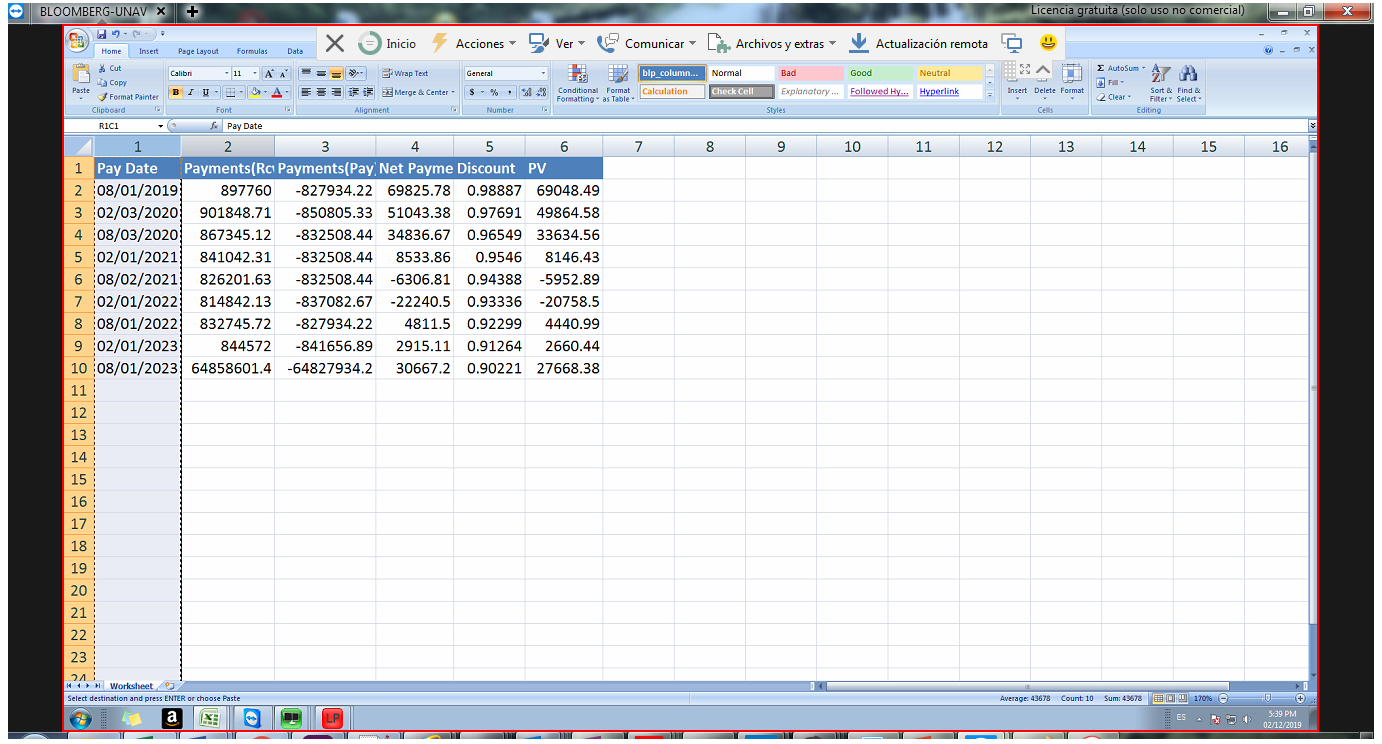 BLOOMBERG-UNAV
Licencia gratuita (solo uso no comercial)
Inicio Acciones Ver Comunicar Archivos y extras Actualización remota
Home Insert Page Layout Formulas Data
Paste Cut Copy Format Painter
Calibri 11 Wrap Text General
B I U Merge & Center $ % ,
Conditional Formatting Format as Table
blp_column... Normal Bad Good Neutral
Calculation Check Cell Explanatory ... Followed Hy... Hyperlink
Insert Delete Format
Σ AutoSum Fill Clear Sort & Filter Find & Select
Clipboard Font Alignment Number Styles Cells Editing
R1C1 fx Pay Date
1 2 3 4 5 6 7 8 9 10 11 12 13 14 15 16
1 Pay Date Payments(Rc Payments(Pay Net Payme Discount PV
2 08/01/2019 897760 -827934.22 69825.78 0.98887 69048.49
3 02/03/2020 901848.71 -850805.33 51043.38 0.97691 49864.58
4 08/03/2020 867345.12 -832508.44 34836.67 0.96549 33634.56
5 02/01/2021 841042.31 -832508.44 8533.86 0.9546 8146.43
6 08/02/2021 826201.63 -832508.44 -6306.81 0.94388 -5952.89
7 02/01/2022 814842.13 -837082.67 -22240.5 0.93336 -20758.5
8 08/01/2022 832745.72 -827934.22 4811.5 0.92299 4440.99
9 02/01/2023 844572 -841656.89 2915.11 0.91264 2660.44
10 08/01/2023 64858601.4 -64827934.2 30667.2 0.90221 27668.38
11
12
13
14
15
16
17
18
19
20
21
22
23
24
Worksheet
Select destination and press ENTER or choose Paste Average: 43678 Count: 10 Sum: 43678 170%
a LP ES 5:39 PM
02/12/2019